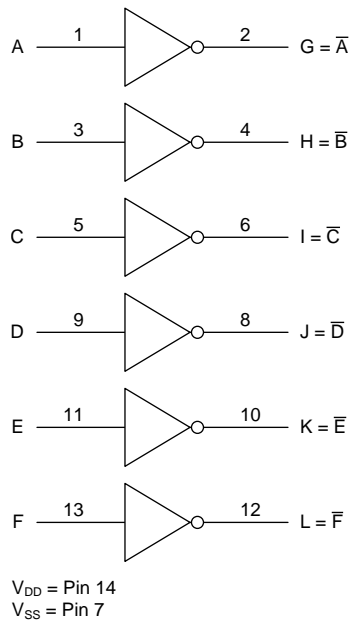 A 1 2 G = A̅
B 3 4 H = B̅
C 5 6 I = C̅
D 9 8 J = D̅
E 11 10 K = E̅
F 13 12 L = F̅
V_DD = Pin 14
V_SS = Pin 7